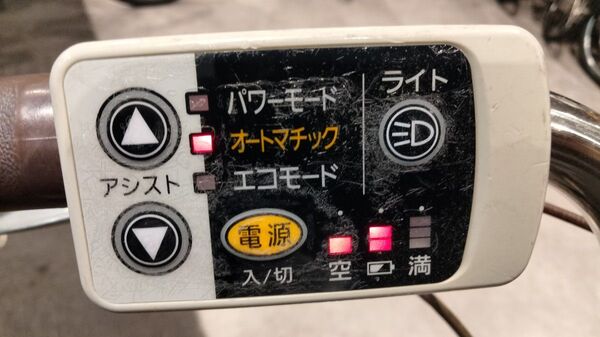 パワーモード
オートマチック
エコモード
ライト
アシスト
電源
入/切
空
満